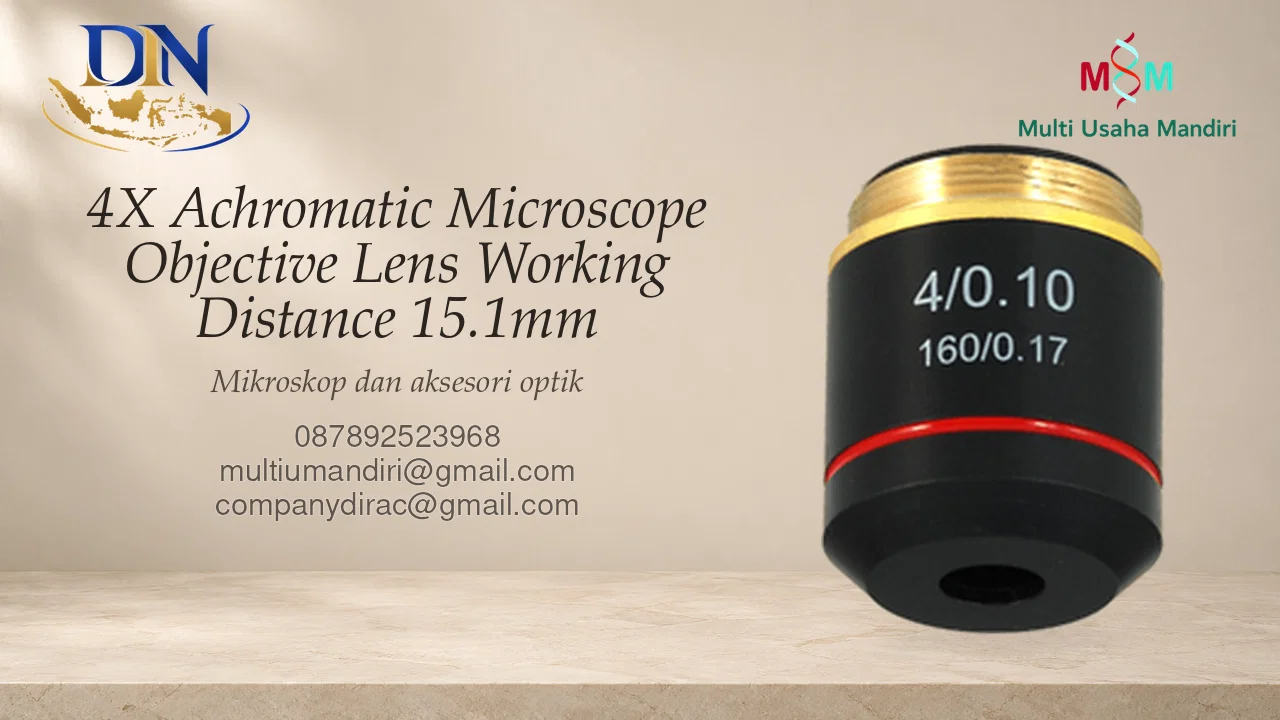 DN
M M
Multi Usaha Mandiri
4X Achromatic Microscope
Objective Lens Working
Distance 15.1mm
Mikroskop dan aksesori optik
087892523968
multiumandiri@gmail.com
companydirac@gmail.com
4/0.10
160/0.17